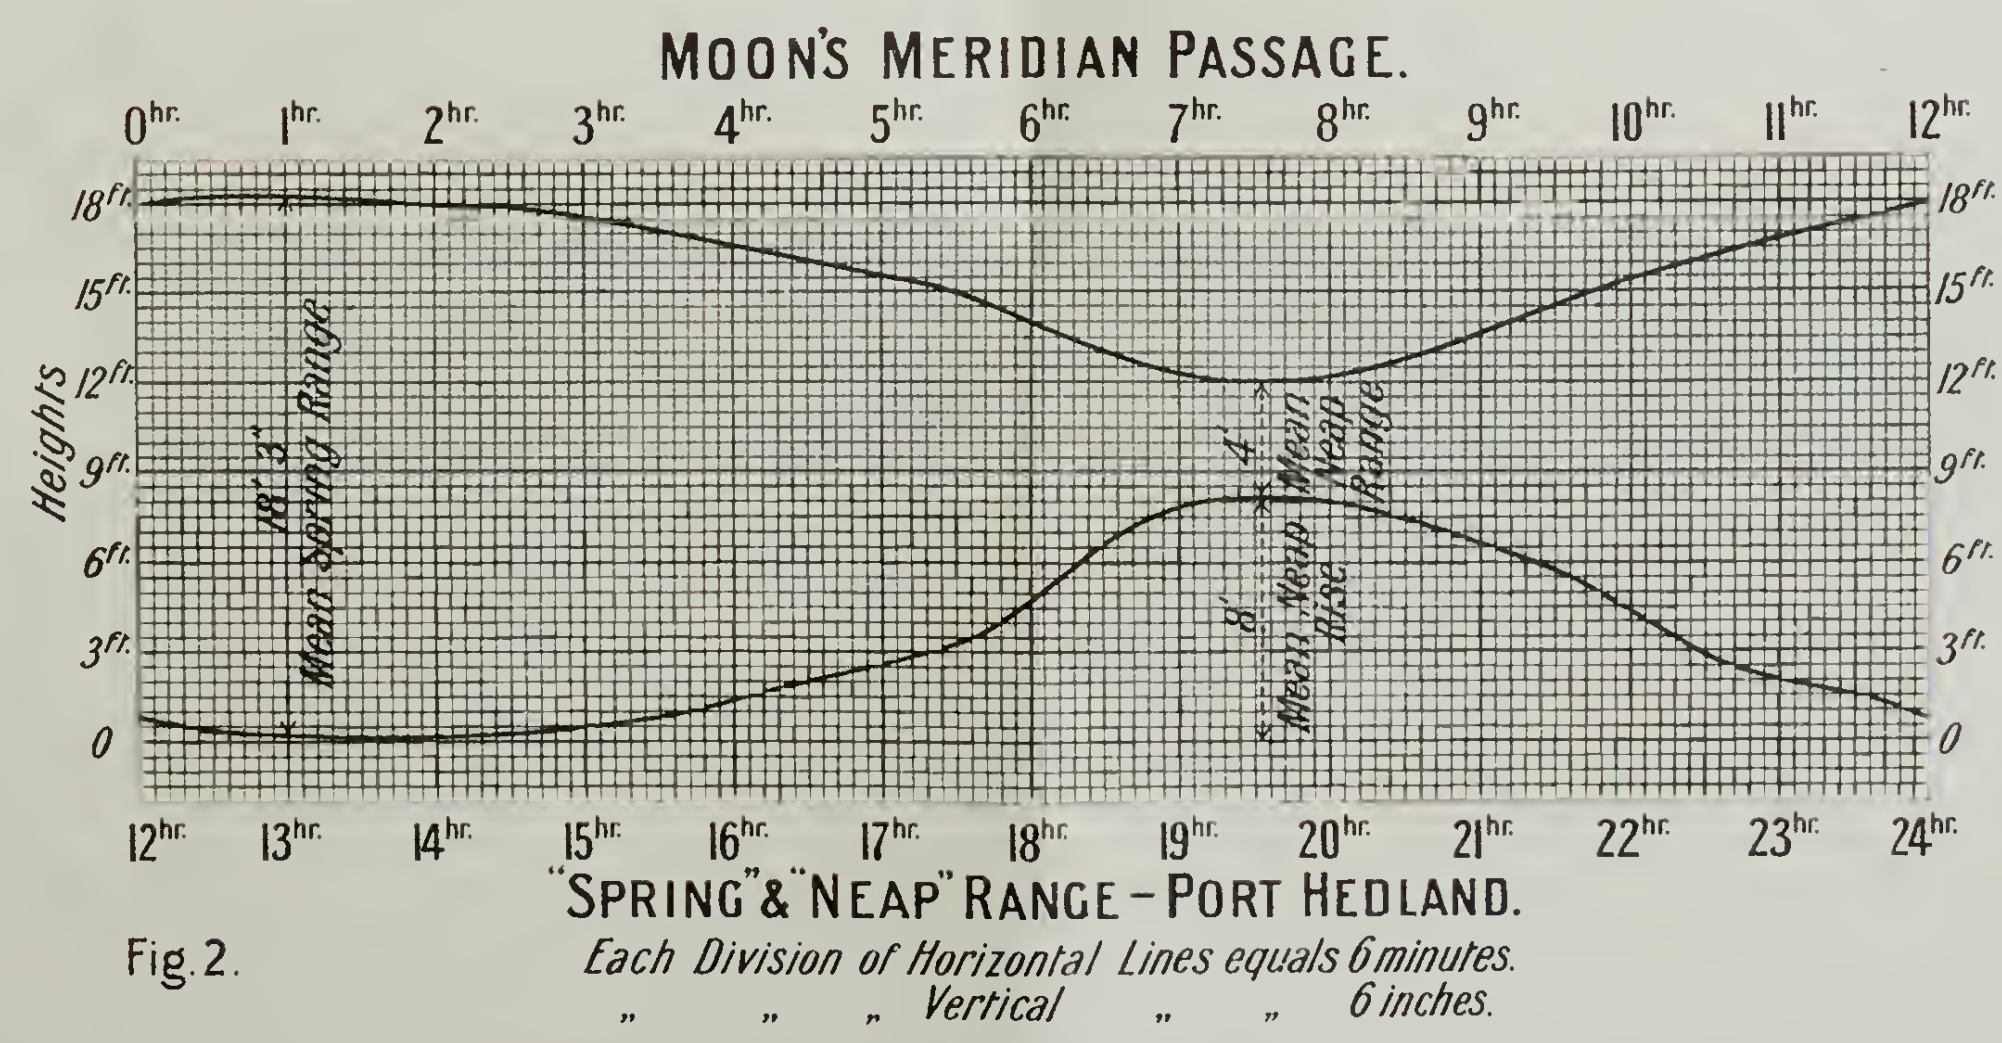 MOON'S MERIDIAN PASSAGE.
0hr. 1hr. 2hr. 3hr. 4hr. 5hr. 6hr. 7hr. 8hr. 9hr. 10hr. 11hr. 12hr.
18ft. 18ft.
15ft. 15ft.
12ft. 12ft.
9ft. 9ft.
6ft. 6ft.
3ft. 3ft.
0 0
Heights
18' 3"
Mean Spring Range
4'
Mean
Neap
Range
8'
Mean Neap
Rise
12hr. 13hr. 14hr. 15hr. 16hr. 17hr. 18hr. 19hr. 20hr. 21hr. 22hr. 23hr. 24hr.
"SPRING" & "NEAP" RANGE – PORT HEDLAND.
Fig. 2.
Each Division of Horizontal Lines equals 6 minutes.
" " " Vertical " " 6 inches.